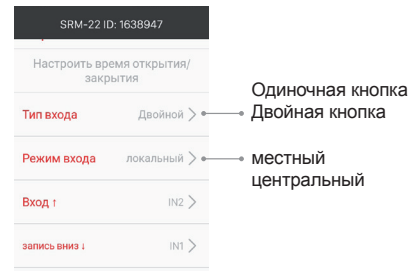 SRM-22 ID: 1638947
Настроить время открытия/
закрытия
Тип входа Двойной
Одиночная кнопка
Двойная кнопка
Режим входа локальный
местный
центральный
Вход ↑ IN2
запись вниз ↓ IN1